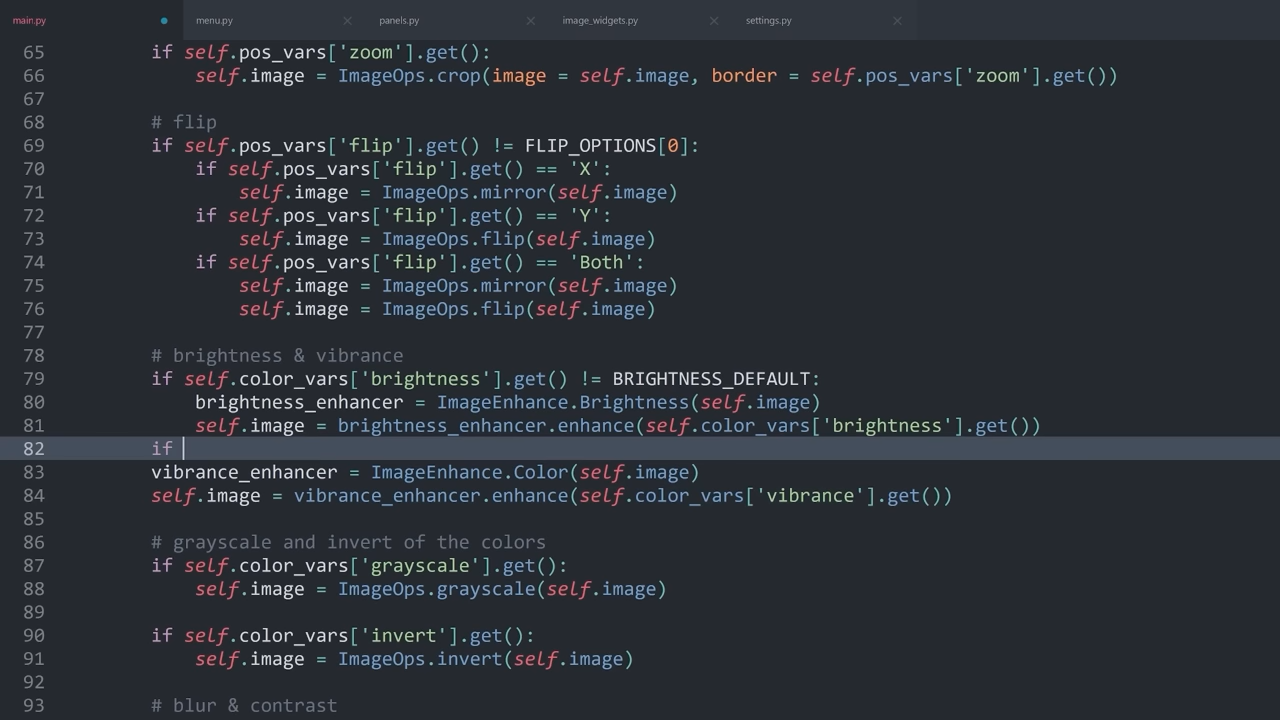 main.py menu.py panels.py image_widgets.py settings.py
65 if self.pos_vars['zoom'].get():
66 self.image = ImageOps.crop(image = self.image, border = self.pos_vars['zoom'].get())
67
68 # flip
69 if self.pos_vars['flip'].get() != FLIP_OPTIONS[0]:
70 if self.pos_vars['flip'].get() == 'X':
71 self.image = ImageOps.mirror(self.image)
72 if self.pos_vars['flip'].get() == 'Y':
73 self.image = ImageOps.flip(self.image)
74 if self.pos_vars['flip'].get() == 'Both':
75 self.image = ImageOps.mirror(self.image)
76 self.image = ImageOps.flip(self.image)
77
78 # brightness & vibrance
79 if self.color_vars['brightness'].get() != BRIGHTNESS_DEFAULT:
80 brightness_enhancer = ImageEnhance.Brightness(self.image)
81 self.image = brightness_enhancer.enhance(self.color_vars['brightness'].get())
82 if
83 vibrance_enhancer = ImageEnhance.Color(self.image)
84 self.image = vibrance_enhancer.enhance(self.color_vars['vibrance'].get())
85
86 # grayscale and invert of the colors
87 if self.color_vars['grayscale'].get():
88 self.image = ImageOps.grayscale(self.image)
89
90 if self.color_vars['invert'].get():
91 self.image = ImageOps.invert(self.image)
92
93 # blur & contrast